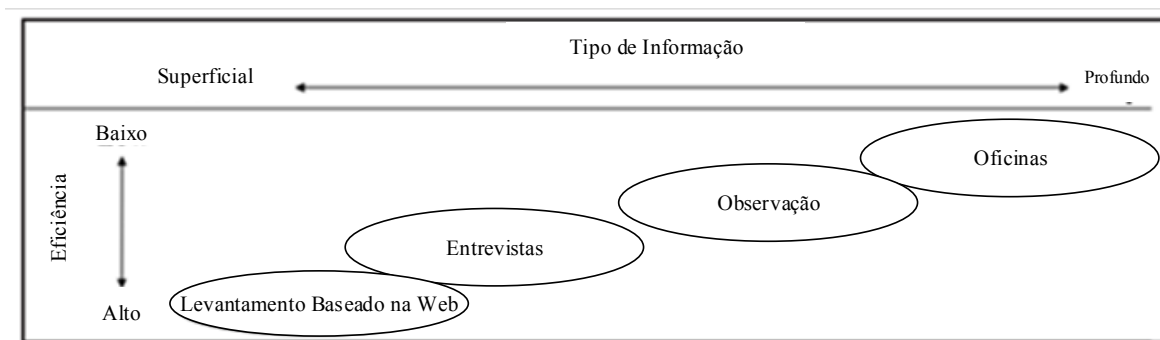 Tipo de Informação
Superficial
Profundo
Baixo
Oficinas
Eficiência
Observação
Entrevistas
Levantamento Baseado na Web
Alto